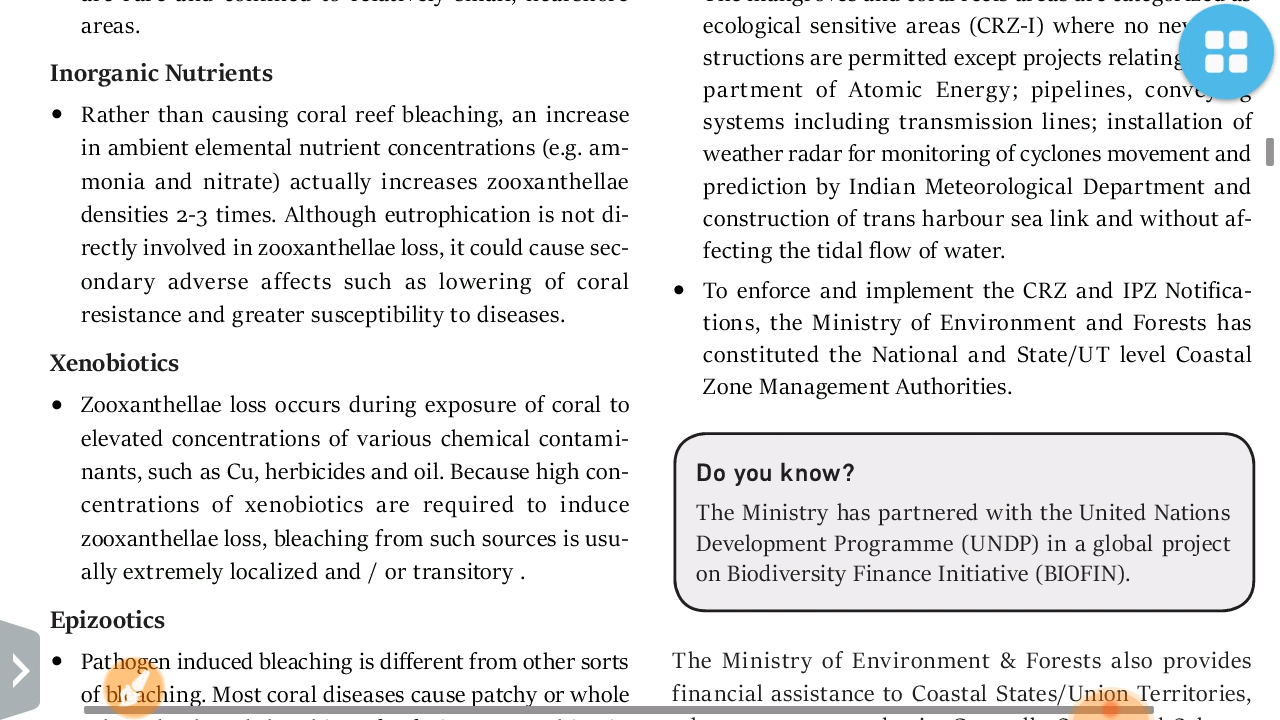 areas.
Inorganic Nutrients
• Rather than causing coral reef bleaching, an increase
in ambient elemental nutrient concentrations (e.g. am-
monia and nitrate) actually increases zooxanthellae
densities 2-3 times. Although eutrophication is not di-
rectly involved in zooxanthellae loss, it could cause sec-
ondary adverse affects such as lowering of coral
resistance and greater susceptibility to diseases.
Xenobiotics
• Zooxanthellae loss occurs during exposure of coral to
elevated concentrations of various chemical contami-
nants, such as Cu, herbicides and oil. Because high con-
centrations of xenobiotics are required to induce
zooxanthellae loss, bleaching from such sources is usu-
ally extremely localized and / or transitory .
Epizootics
• Pathogen induced bleaching is different from other sorts
of bleaching. Most coral diseases cause patchy or whole
ecological sensitive areas (CRZ-I) where no
structions are permitted except projects relating
partment of Atomic Energy; pipelines, conveying
systems including transmission lines; installation of
weather radar for monitoring of cyclones movement and
prediction by Indian Meteorological Department and
construction of trans harbour sea link and without af-
fecting the tidal flow of water.
• To enforce and implement the CRZ and IPZ Notifica-
tions, the Ministry of Environment and Forests has
constituted the National and State/UT level Coastal
Zone Management Authorities.
Do you know?
The Ministry has partnered with the United Nations
Development Programme (UNDP) in a global project
on Biodiversity Finance Initiative (BIOFIN).
The Ministry of Environment & Forests also provides
financial assistance to Coastal States/Union Territories,